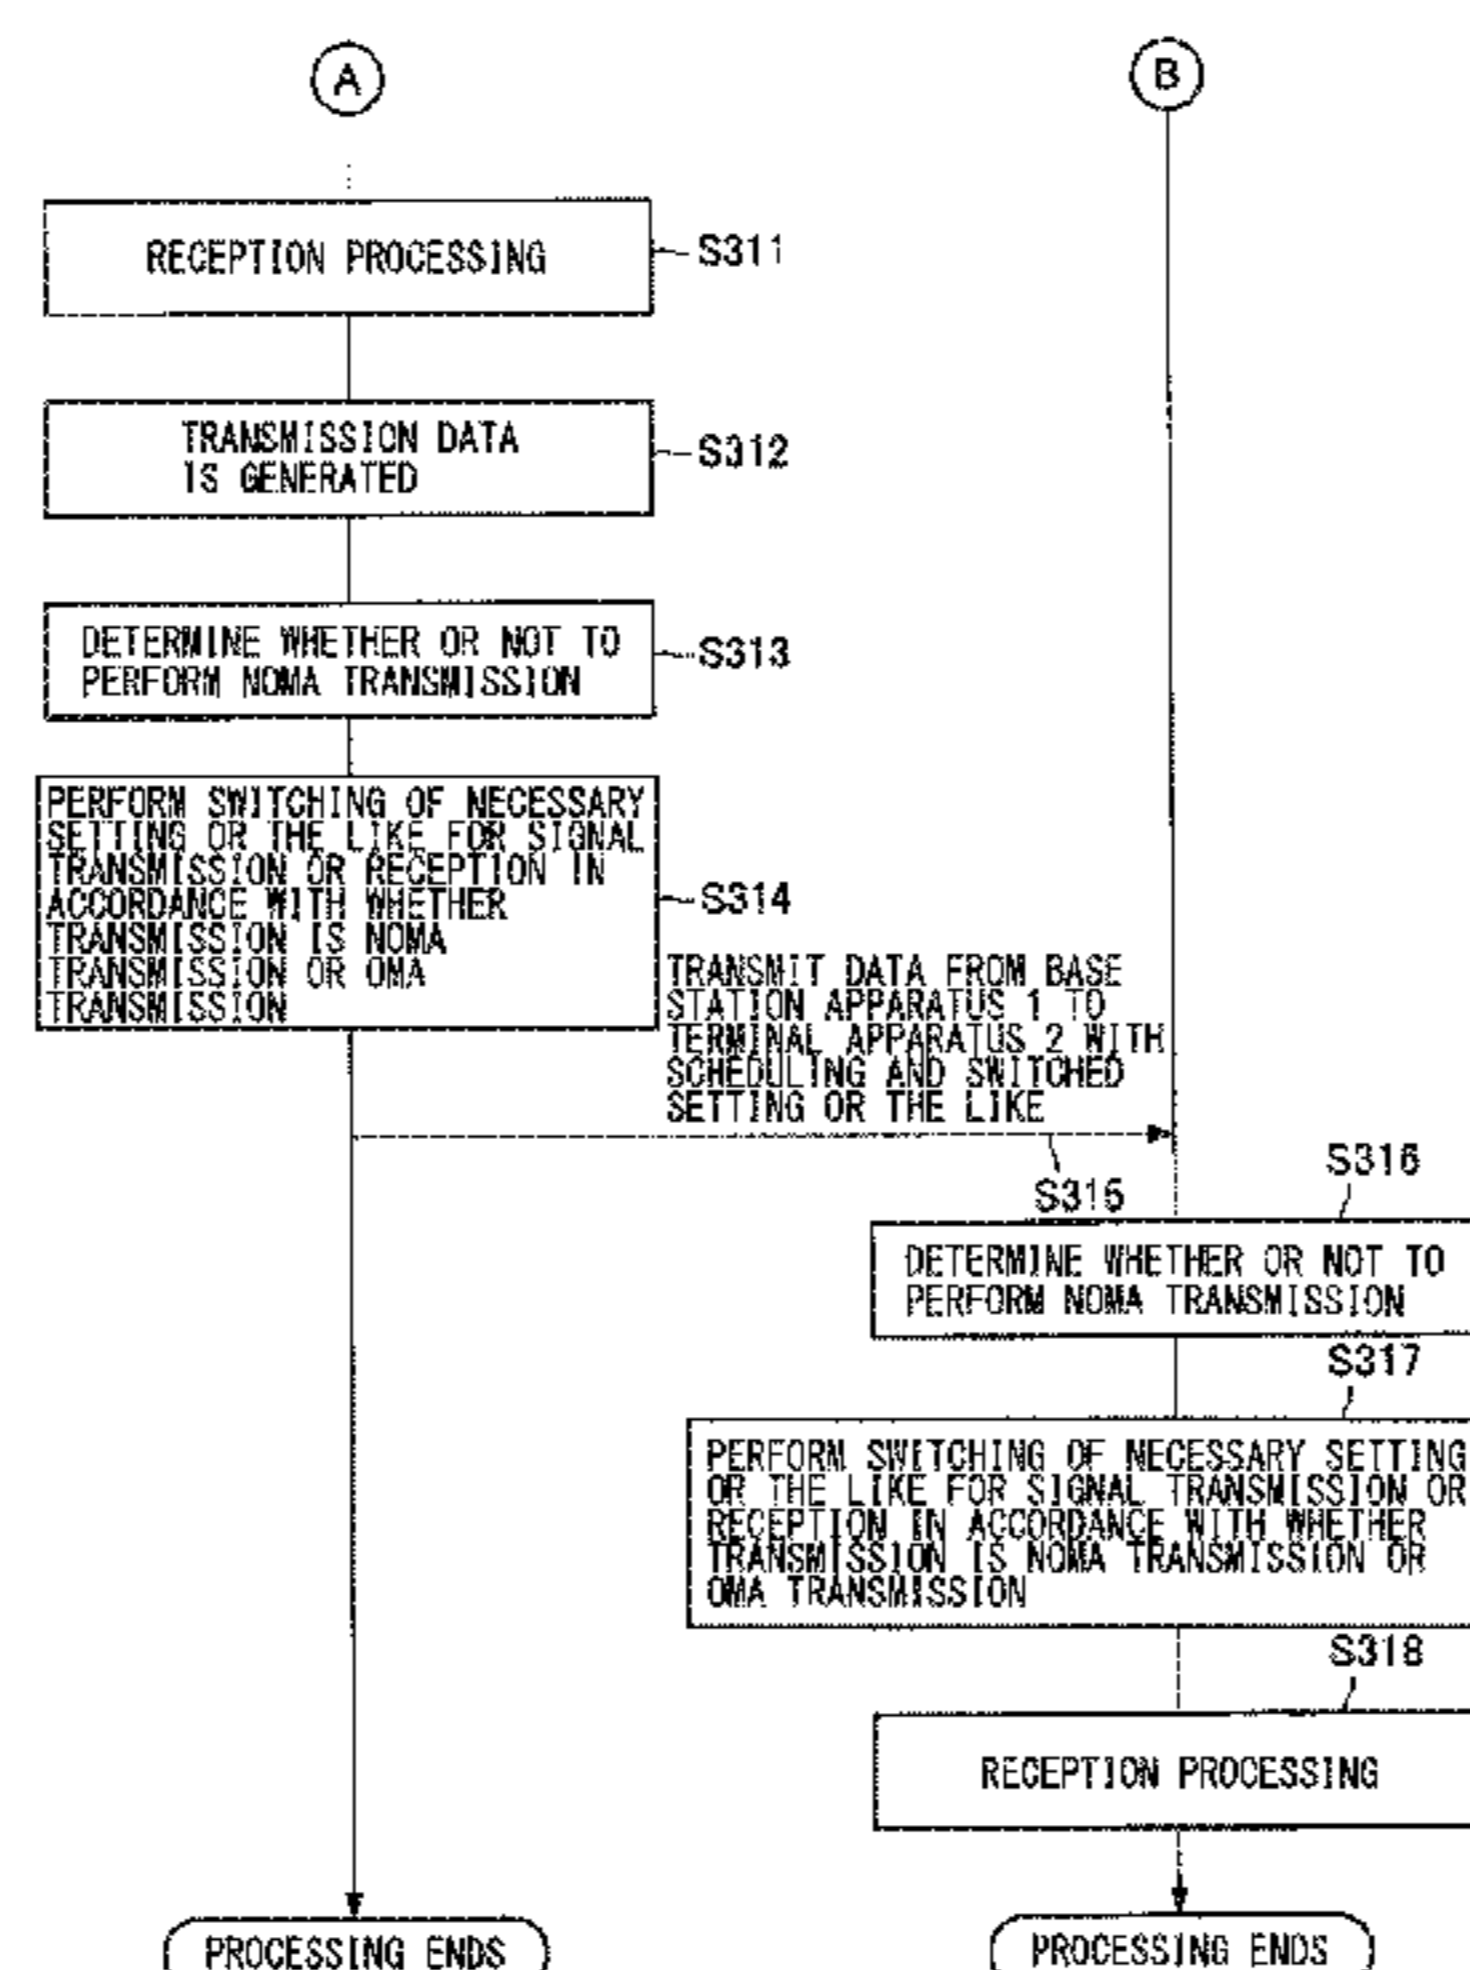 A
B
RECEPTION PROCESSING
S311
TRANSMISSION DATA
IS GENERATED
S312
DETERMINE WHETHER OR NOT TO
PERFORM NOMA TRANSMISSION
S313
PERFORM SWITCHING OF NECESSARY
SETTING OR THE LIKE FOR SIGNAL
TRANSMISSION OR RECEPTION IN
ACCORDANCE WITH WHETHER
TRANSMISSION IS NOMA
TRANSMISSION OR OMA
TRANSMISSION
S314
TRANSMIT DATA FROM BASE
STATION APPARATUS 1 TO
TERMINAL APPARATUS 2 WITH
SCHEDULING AND SWITCHED
SETTING OR THE LIKE
S315
S316
DETERMINE WHETHER OR NOT TO
PERFORM NOMA TRANSMISSION
S317
PERFORM SWITCHING OF NECESSARY SETTING
OR THE LIKE FOR SIGNAL TRANSMISSION OR
RECEPTION IN ACCORDANCE WITH WHETHER
TRANSMISSION IS NOMA TRANSMISSION OR
OMA TRANSMISSION
S318
RECEPTION PROCESSING
PROCESSING ENDS
PROCESSING ENDS